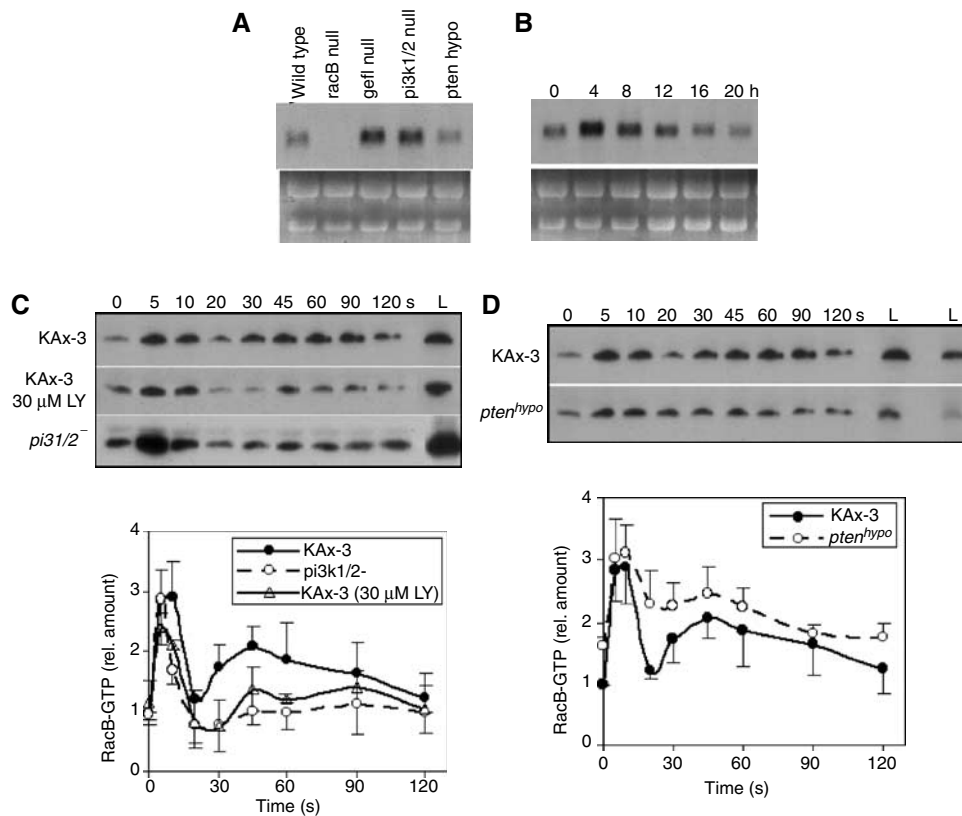 A
Wild type
racB null
gefl null
pi3k1/2 null
pten hypo
B
0 4 8 12 16 20 h
C
0 5 10 20 30 45 60 90 120 s L
KAx-3
KAx-3
30 μM LY
pi31/2⁻
D
0 5 10 20 30 45 60 90 120 s L L
KAx-3
ptenʰʸᵖᵒ
4
3
2
1
0
RacB-GTP (rel. amount)
KAx-3
pi3k1/2-
KAx-3 (30 μM LY)
0 30 60 90 120
Time (s)
4
3
2
1
0
RacB-GTP (rel. amount)
KAx-3
ptenʰʸᵖᵒ
0 30 60 90 120
Time (s)